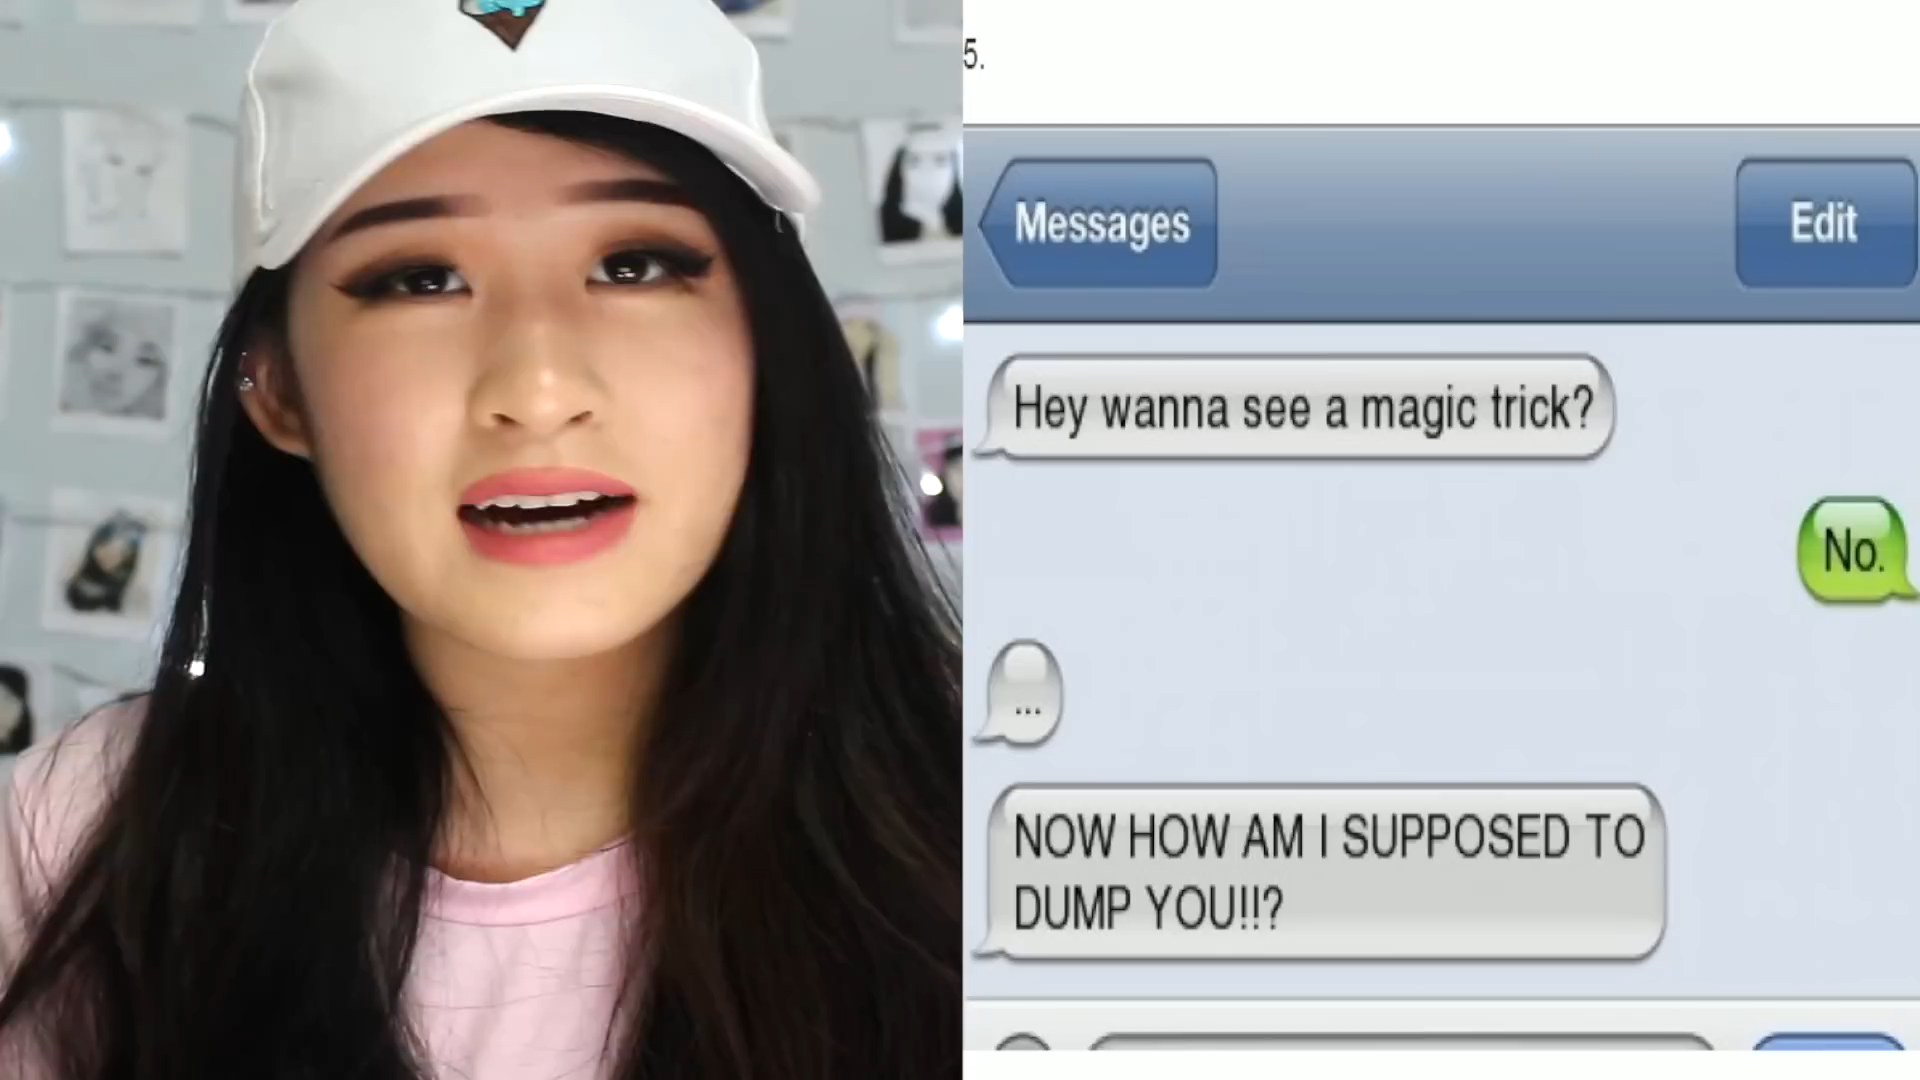 5.
Messages
Edit
Hey wanna see a magic trick?
No.
...
NOW HOW AM I SUPPOSED TO
DUMP YOU!!?